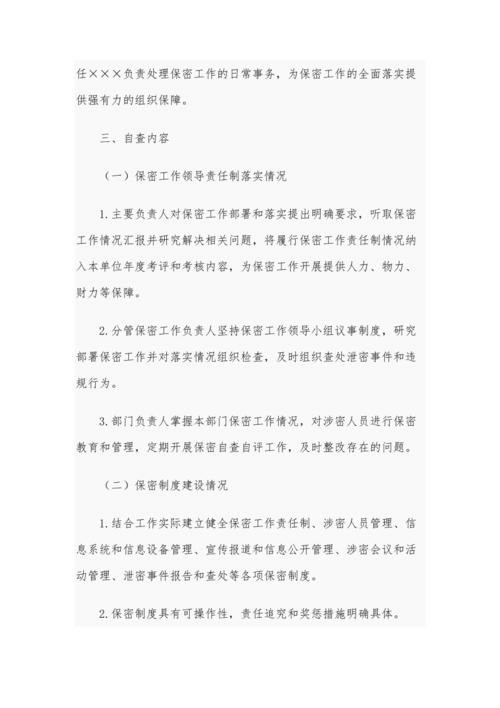 任×××负责处理保密工作的日常事务，为保密工作的全面落实提
供强有力的组织保障。
三、自查内容
（一）保密工作领导责任制落实情况
1.主要负责人对保密工作部署和落实提出明确要求，听取保密
工作情况汇报并研究解决相关问题，将履行保密工作责任制情况纳
入本单位年度考评和考核内容，为保密工作开展提供人力、物力、
财力等保障。
2.分管保密工作负责人坚持保密工作领导小组议事制度，研究
部署保密工作并对落实情况组织检查，及时组织查处泄密事件和违
规行为。
3.部门负责人掌握本部门保密工作情况，对涉密人员进行保密
教育和管理，定期开展保密自查自评工作，及时整改存在的问题。
（二）保密制度建设情况
1.结合工作实际建立健全保密工作责任制、涉密人员管理、信
息系统和信息设备管理、宣传报道和信息公开管理、涉密会议和活
动管理、泄密事件报告和查处等各项保密制度。
2.保密制度具有可操作性，责任追究和奖惩措施明确具体。